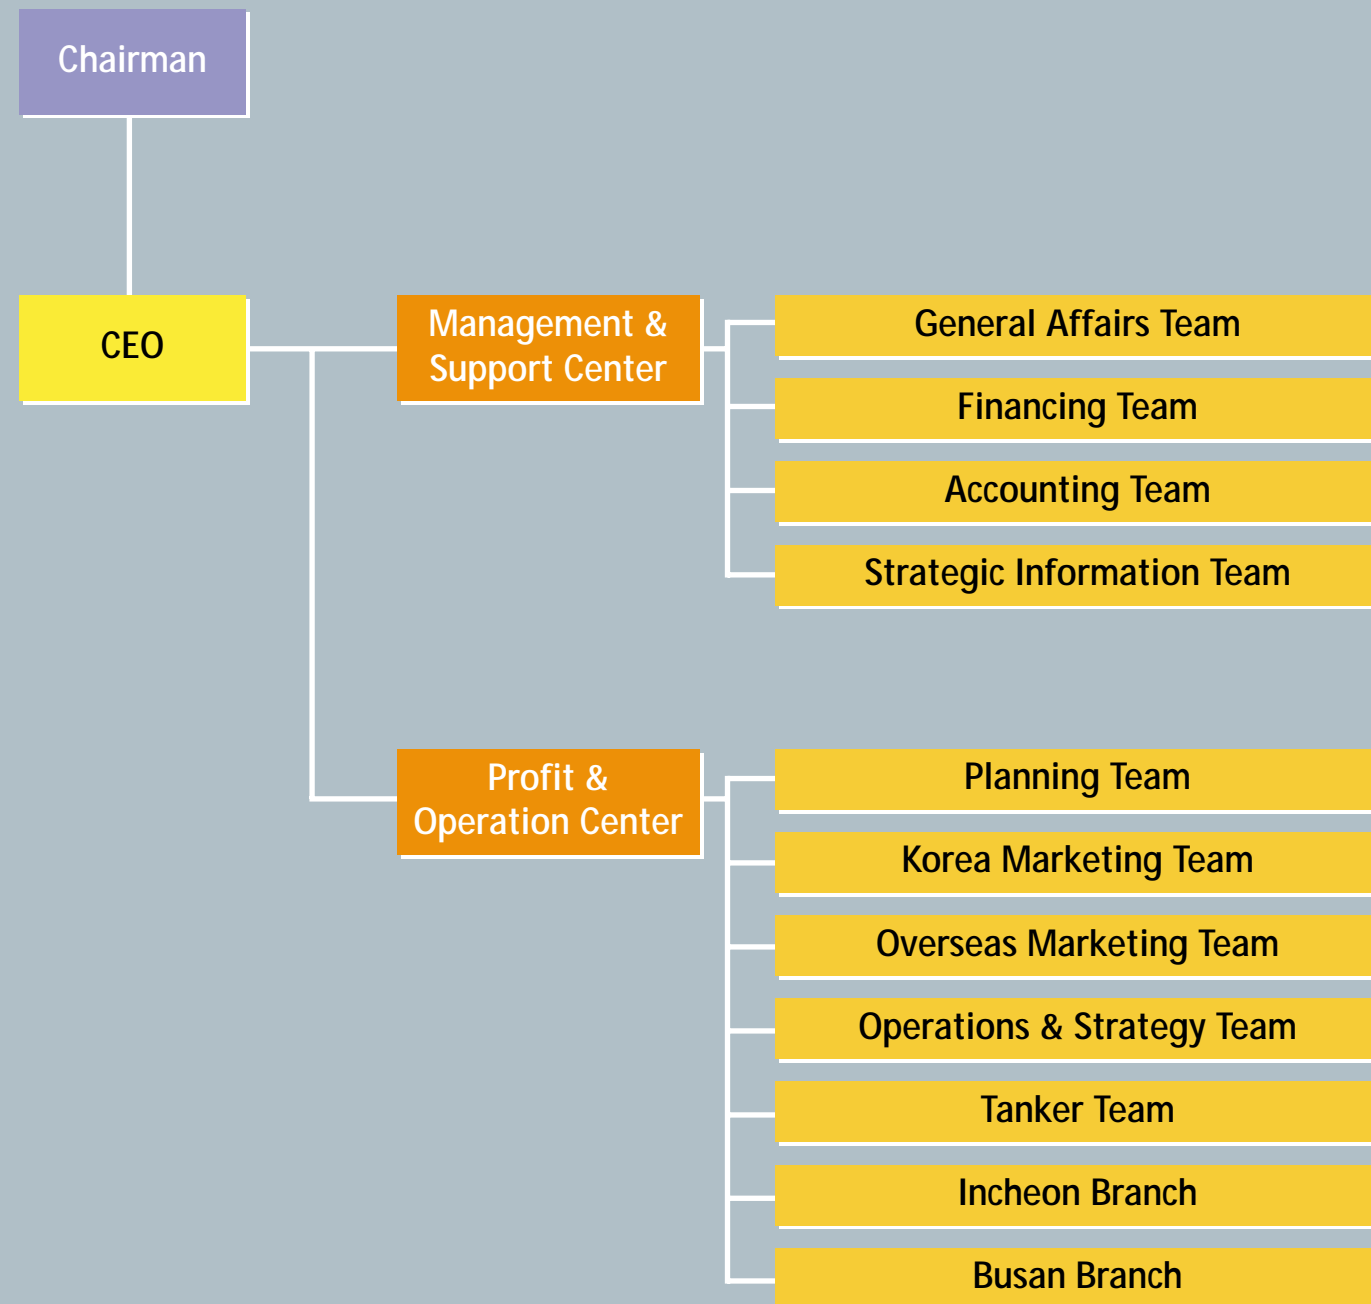 Chairman
CEO
Management &
Support Center
General Affairs Team
Financing Team
Accounting Team
Strategic Information Team
Profit &
Operation Center
Planning Team
Korea Marketing Team
Overseas Marketing Team
Operations & Strategy Team
Tanker Team
Incheon Branch
Busan Branch